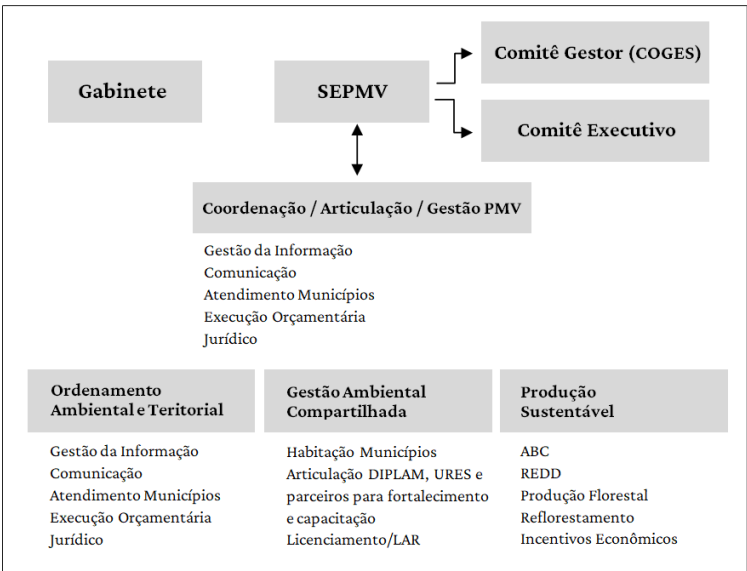 Gabinete
SEPMV
Comitê Gestor (COGES)
Comitê Executivo
Coordenação / Articulação / Gestão PMV
Gestão da Informação
Comunicação
Atendimento Municípios
Execução Orçamentária
Jurídico
Ordenamento
Ambiental e Teritorial
Gestão da Informação
Comunicação
Atendimento Municípios
Execução Orçamentária
Jurídico
Gestão Ambiental
Compartilhada
Habitação Municípios
Articulação DIPLAM, URES e
parceiros para fortalecimento
e capacitação
Licenciamento/LAR
Produção
Sustentável
ABC
REDD
Produção Florestal
Reflorestamento
Incentivos Econômicos